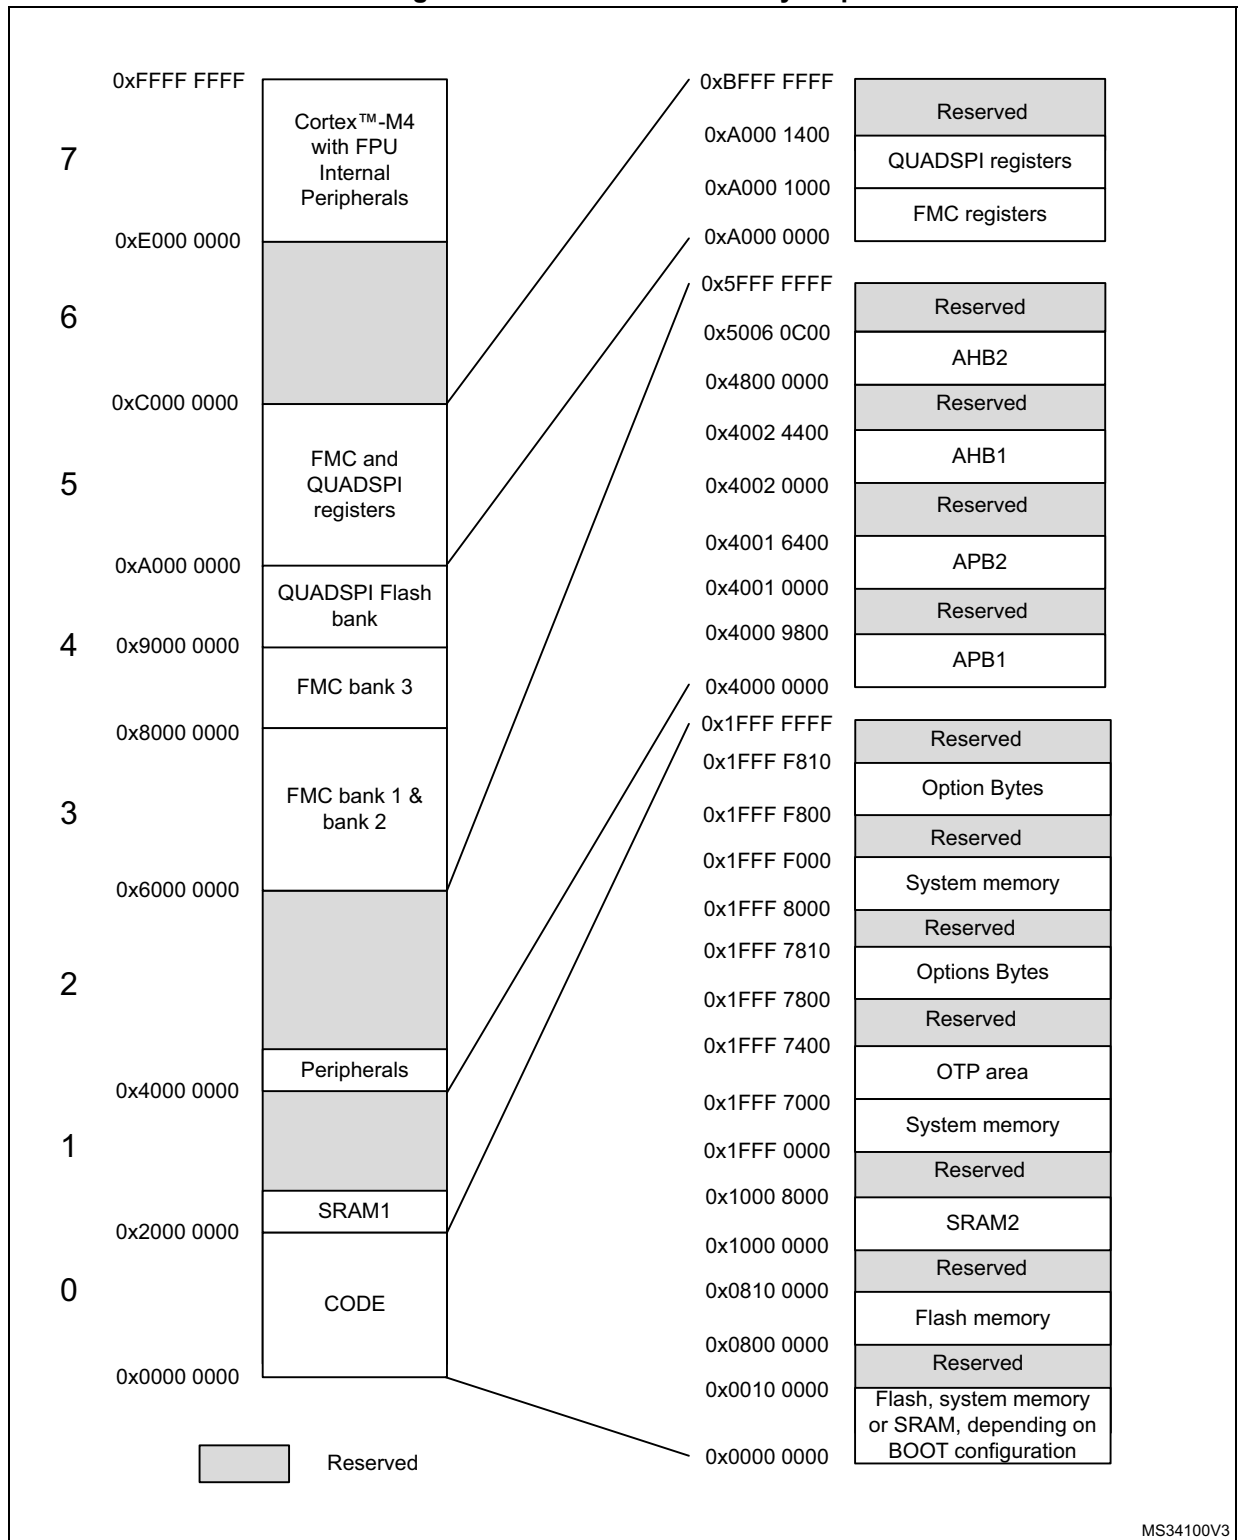 0xFFFF FFFF
Cortex™-M4
with FPU
Internal
Peripherals
7
0xE000 0000
6
0xC000 0000
FMC and
QUADSPI
registers
5
0xA000 0000
QUADSPI Flash
bank
4
0x9000 0000
FMC bank 3
0x8000 0000
FMC bank 1 &
bank 2
3
0x6000 0000
2
Peripherals
0x4000 0000
1
SRAM1
0x2000 0000
0
CODE
0x0000 0000
Reserved
0xBFFF FFFF
Reserved
0xA000 1400
QUADSPI registers
0xA000 1000
FMC registers
0xA000 0000
0x5FFF FFFF
Reserved
0x5006 0C00
AHB2
0x4800 0000
Reserved
0x4002 4400
AHB1
0x4002 0000
Reserved
0x4001 6400
APB2
0x4001 0000
Reserved
0x4000 9800
APB1
0x4000 0000
0x1FFF FFFF
Reserved
0x1FFF F810
Option Bytes
0x1FFF F800
Reserved
0x1FFF F000
System memory
0x1FFF 8000
Reserved
0x1FFF 7810
Options Bytes
0x1FFF 7800
Reserved
0x1FFF 7400
OTP area
0x1FFF 7000
System memory
0x1FFF 0000
Reserved
0x1000 8000
SRAM2
0x1000 0000
Reserved
0x0810 0000
Flash memory
0x0800 0000
Reserved
0x0010 0000
Flash, system memory
or SRAM, depending on
BOOT configuration
0x0000 0000
MS34100V3